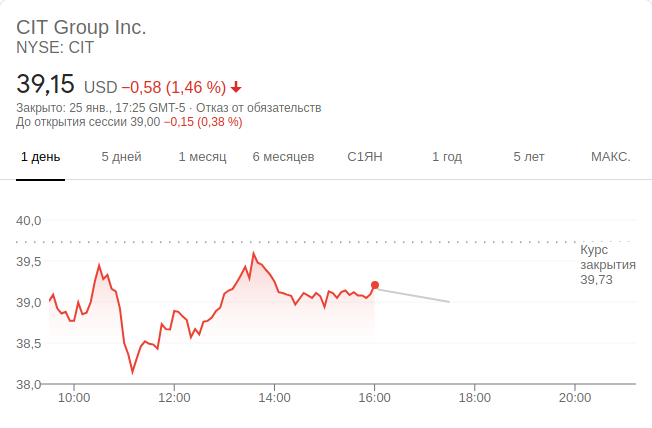 CIT Group Inc.
NYSE: CIT
39,15 USD −0,58 (1,46 %)
Закрыто: 25 янв., 17:25 GMT-5 · Отказ от обязательств
До открытия сессии 39,00 −0,15 (0,38 %)
1 день 5 дней 1 месяц 6 месяцев С1ЯН 1 год 5 лет МАКС.
40,0
39,5
39,0
38,5
38,0
Курс
закрытия
39,73
10:00 12:00 14:00 16:00 18:00 20:00